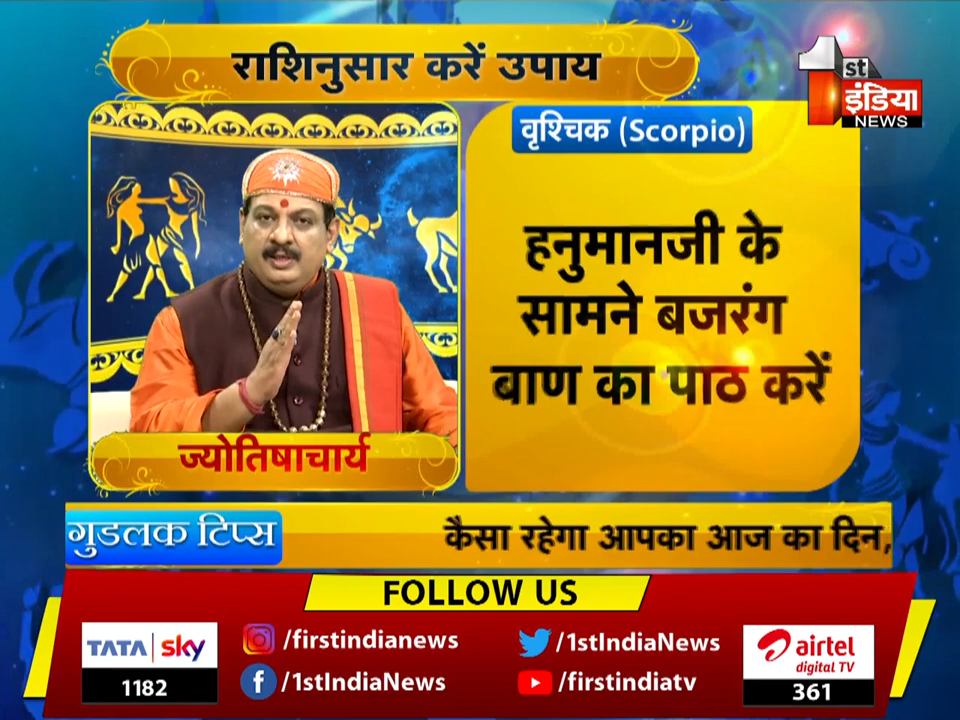 राशिनुसार करें उपाय
1st
इंडिया
NEWS
वृश्चिक (Scorpio)
हनुमानजी के
सामने बजरंग
बाण का पाठ करें
ज्योतिषाचार्य
गुडलक टिप्स
कैसा रहेगा आपका आज का दिन,
FOLLOW US
TATA sky
1182
/firstindianews
/1stIndiaNews
/1stIndiaNews
/firstindiatv
airtel
digital TV
361